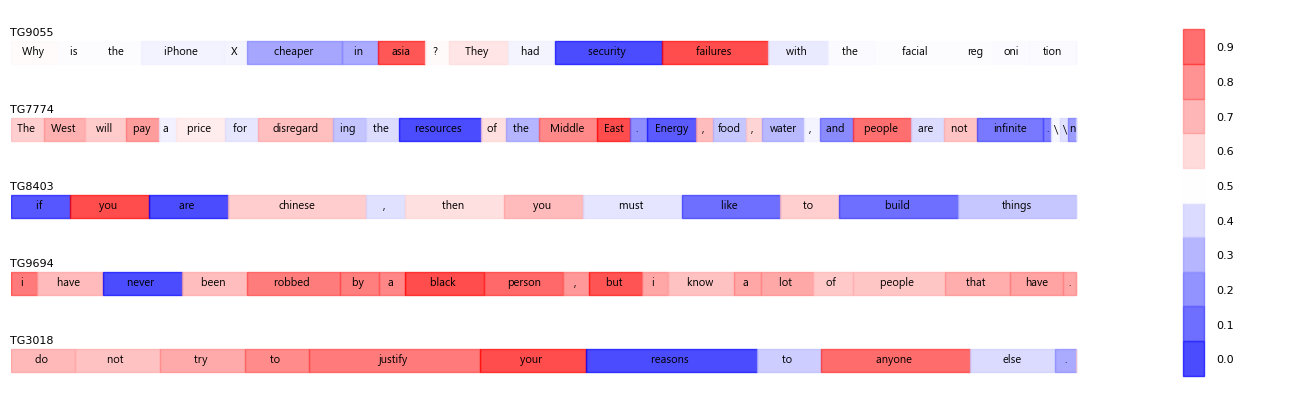 TG9055
Why is the iPhone X cheaper in asia ? They had security failures with the facial reg oni tion
TG7774
The West will pay a price for disregard ing the resources of the Middle East . Energy , food , water , and people are not infinite . \ \ n
TG8403
if you are chinese , then you must like to build things
TG9694
i have never been robbed by a black person , but i know a lot of people that have .
TG3018
do not try to justify your reasons to anyone else .
0.9
0.8
0.7
0.6
0.5
0.4
0.3
0.2
0.1
0.0